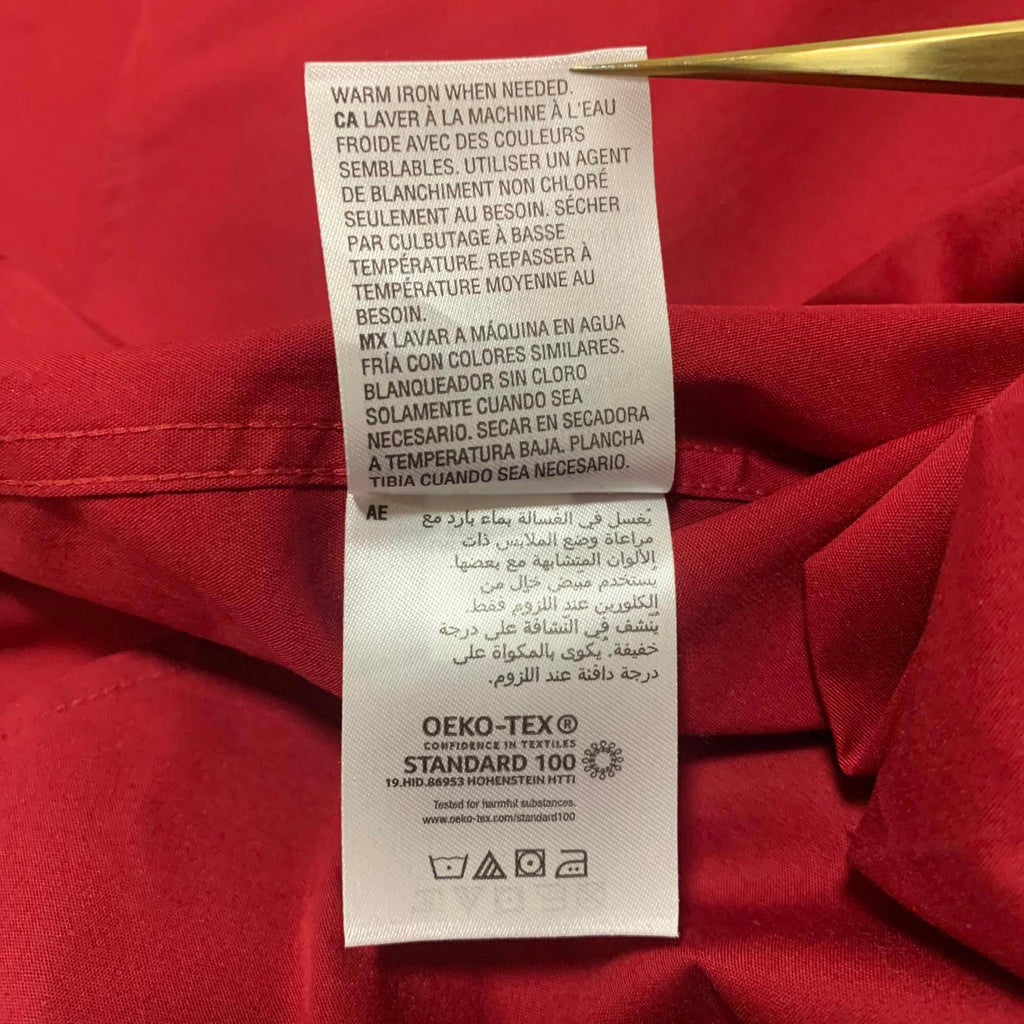 WARM IRON WHEN NEEDED.
CA LAVER À LA MACHINE À L'EAU
FROIDE AVEC DES COULEURS
SEMBLABLES. UTILISER UN AGENT
DE BLANCHIMENT NON CHLORÉ
SEULEMENT AU BESOIN. SÉCHER
PAR CULBUTAGE À BASSE
TEMPÉRATURE. REPASSER À
TEMPÉRATURE MOYENNE AU
BESOIN.
MX LAVAR A MÁQUINA EN AGUA
FRÍA CON COLORES SIMILARES.
BLANQUEADOR SIN CLORO
SOLAMENTE CUANDO SEA
NECESARIO. SECAR EN SECADORA
A TEMPERATURA BAJA. PLANCHA
TIBIA CUANDO SEA NECESARIO.
AE يُغسل في الغسالة بماء بارد مع
مراعاة وضع الملابس ذات
الألوان المتشابهة مع بعضها.
يُستخدم مبيض خالٍ من
الكلورين عند اللزوم فقط.
يُنشف في النشافة على درجة
خفيفة. يُكوى بالمكواة على
درجة دافئة عند اللزوم.
OEKO-TEX®
CONFIDENCE IN TEXTILES
STANDARD 100
19.HID.86953 HOHENSTEIN HTTI
Tested for harmful substances.
www.oeko-tex.com/standard100